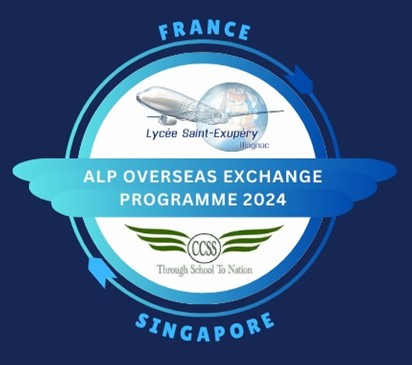 FRANCE
Lycée Saint-Exupéry
Blagnac
ALP OVERSEAS EXCHANGE
PROGRAMME 2024
CCSS
Through School To Nation
SINGAPORE